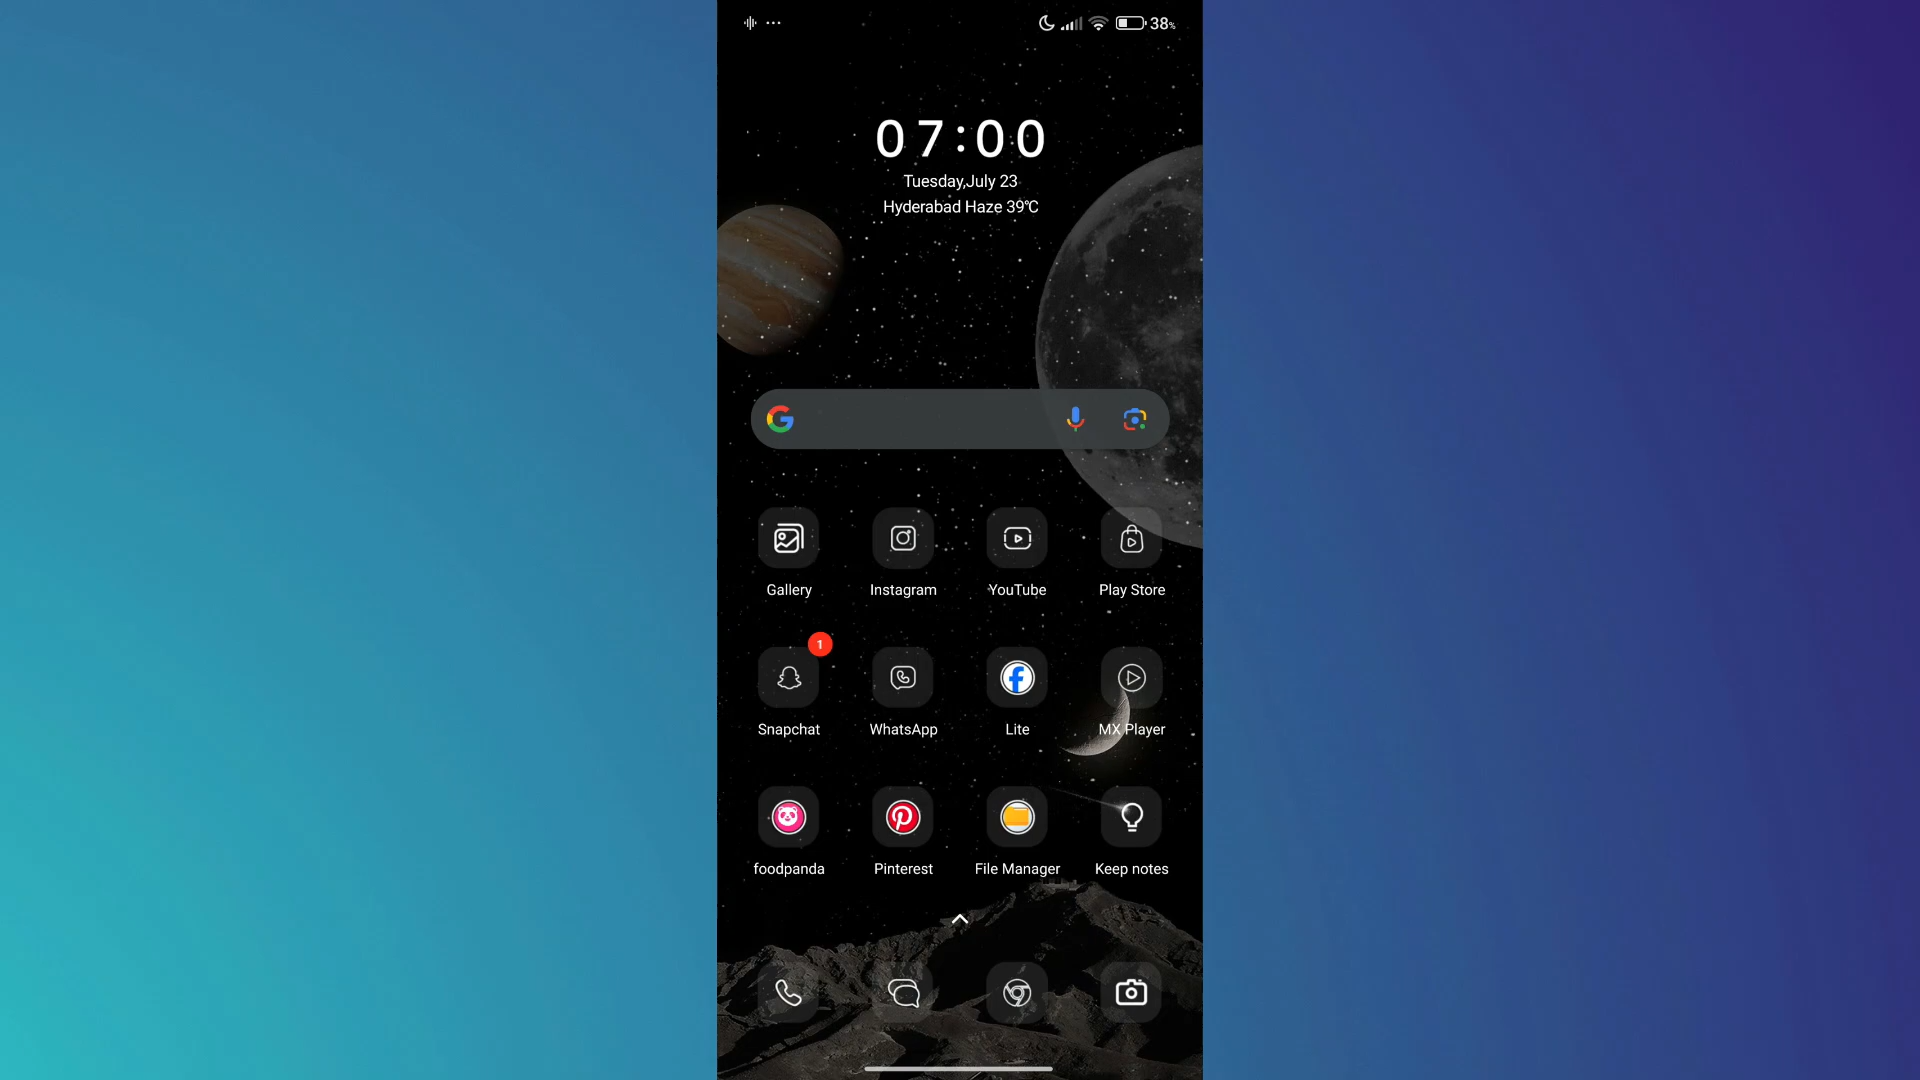 38%
07:00
Tuesday,July 23
Hyderabad Haze 39℃
Gallery Instagram YouTube Play Store
1
Snapchat WhatsApp Lite MX Player
foodpanda Pinterest File Manager Keep notes